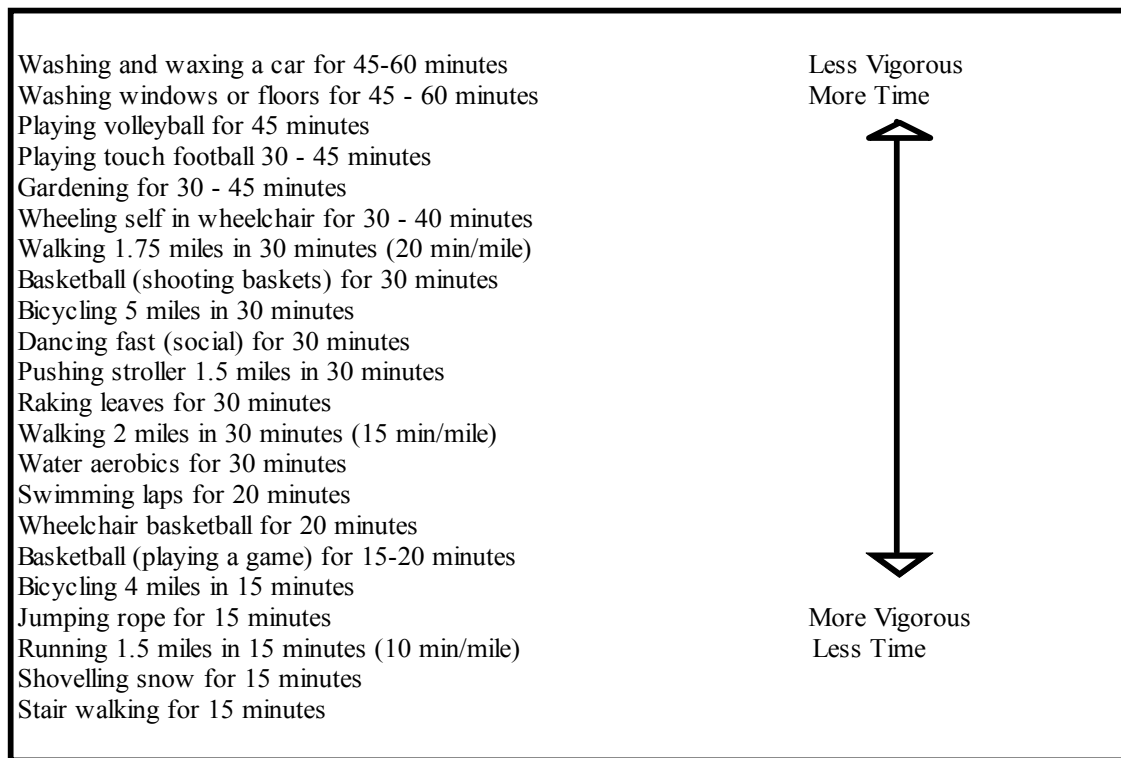 Washing and waxing a car for 45-60 minutes Less Vigorous
Washing windows or floors for 45 - 60 minutes More Time
Playing volleyball for 45 minutes
Playing touch football 30 - 45 minutes
Gardening for 30 - 45 minutes
Wheeling self in wheelchair for 30 - 40 minutes
Walking 1.75 miles in 30 minutes (20 min/mile)
Basketball (shooting baskets) for 30 minutes
Bicycling 5 miles in 30 minutes
Dancing fast (social) for 30 minutes
Pushing stroller 1.5 miles in 30 minutes
Raking leaves for 30 minutes
Walking 2 miles in 30 minutes (15 min/mile)
Water aerobics for 30 minutes
Swimming laps for 20 minutes
Wheelchair basketball for 20 minutes
Basketball (playing a game) for 15-20 minutes
Bicycling 4 miles in 15 minutes
Jumping rope for 15 minutes More Vigorous
Running 1.5 miles in 15 minutes (10 min/mile) Less Time
Shovelling snow for 15 minutes
Stair walking for 15 minutes